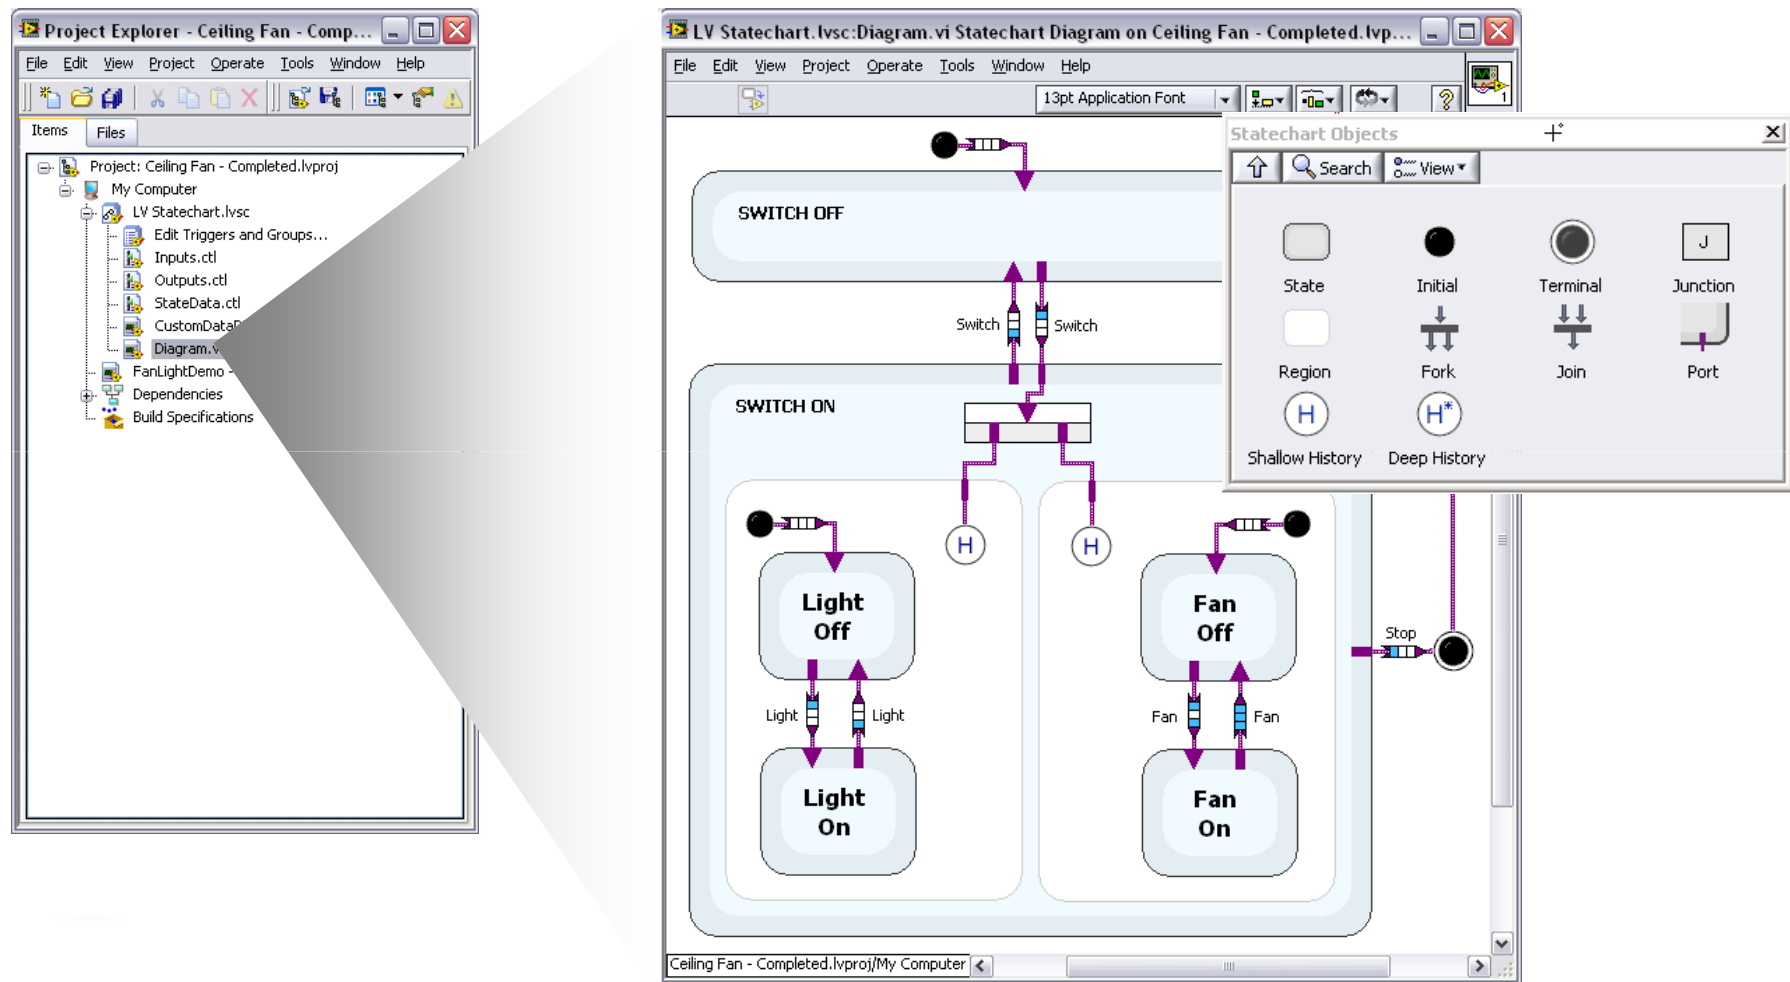 Project Explorer - Ceiling Fan - Comp...
File Edit View Project Operate Tools Window Help
Items Files
Project: Ceiling Fan - Completed.lvproj
My Computer
LV Statechart.lvsc
Edit Triggers and Groups...
Inputs.ctl
Outputs.ctl
StateData.ctl
CustomData
Diagram.v
FanLightDemo -
Dependencies
Build Specifications
LV Statechart.lvsc:Diagram.vi Statechart Diagram on Ceiling Fan - Completed.lvp...
File Edit View Project Operate Tools Window Help
13pt Application Font
?
1
SWITCH OFF
Switch Switch
SWITCH ON
H H
Light
Off
Fan
Off
Light Light
Fan Fan
Light
On
Fan
On
Stop
Ceiling Fan - Completed.lvproj/My Computer
Statechart Objects
Search View
J
State Initial Terminal Junction
Region Fork Join Port
H H*
Shallow History Deep History